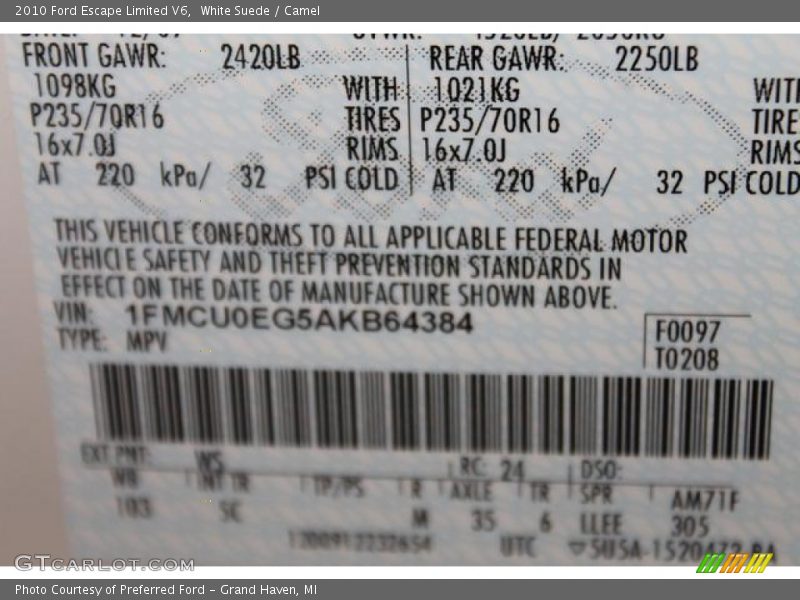 2010 Ford Escape Limited V6, White Suede / Camel
FRONT GAWR: 2420LB REAR GAWR: 2250LB
1098KG WITH 1021KG WITH
P235/70R16 TIRES P235/70R16 TIRE
16x7.0J RIMS 16x7.0J RIMS
AT 220 kPa/ 32 PSI COLD AT 220 kPa/ 32 PSI COLD
THIS VEHICLE CONFORMS TO ALL APPLICABLE FEDERAL MOTOR
VEHICLE SAFETY AND THEFT PREVENTION STANDARDS IN
EFFECT ON THE DATE OF MANUFACTURE SHOWN ABOVE.
VIN: 1FMCU0EG5AKB64384
TYPE: MPV
F0097
T0208
EXT PNT: WS RC: 24 DSO:
WB INT TR TP/PS R AXLE TR SPR AM71F
103 SC M 35 6 LLEE 305
UTC
GTCarLot.com
Photo Courtesy of Preferred Ford - Grand Haven, MI